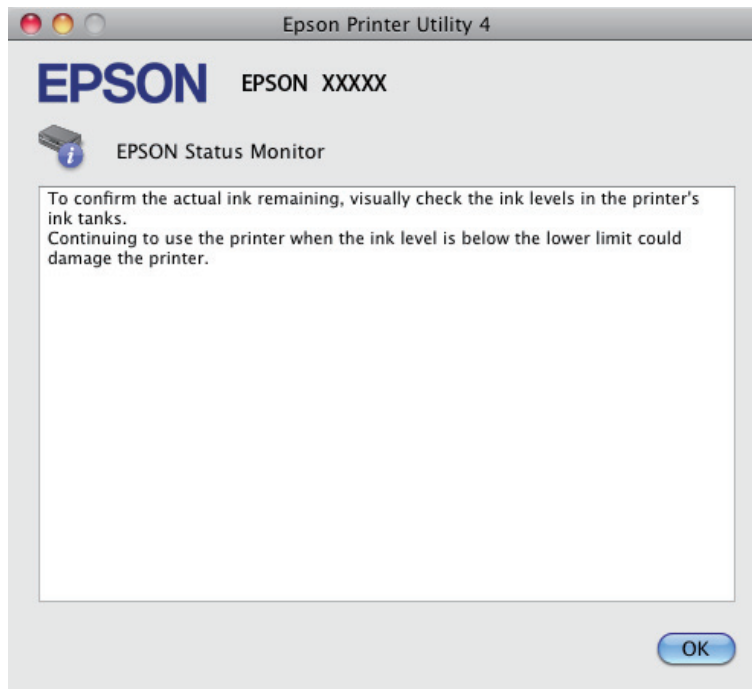 Epson Printer Utility 4
EPSON EPSON XXXXX
i EPSON Status Monitor
To confirm the actual ink remaining, visually check the ink levels in the printer's
ink tanks.
Continuing to use the printer when the ink level is below the lower limit could
damage the printer.
OK